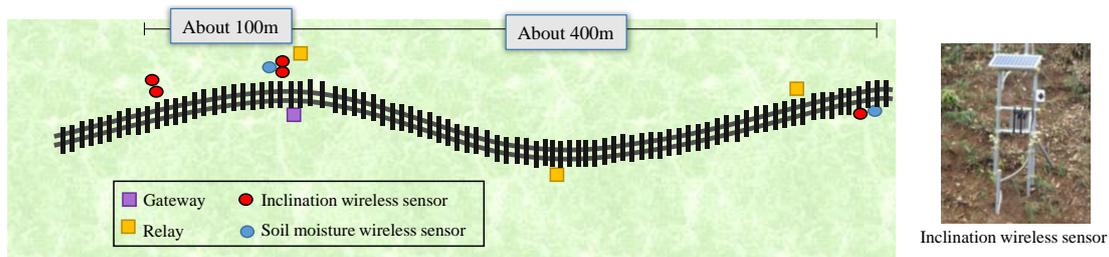 About 100m
About 400m
Gateway
Inclination wireless sensor
Relay
Soil moisture wireless sensor
Inclination wireless sensor